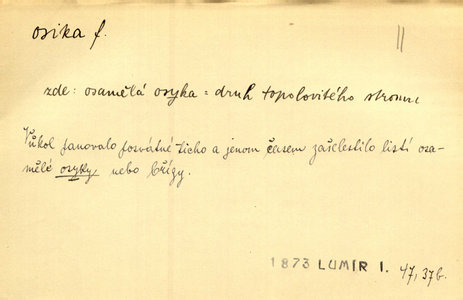 osika f.
||
zde: osamělá osyka = druh topolovitého stromu
Vůkol panovalo posvátné ticho a jenom časem zašelestilo listí osa-
mělé osyky nebo břízy.
1873 LUMÍR I. 47, 376.